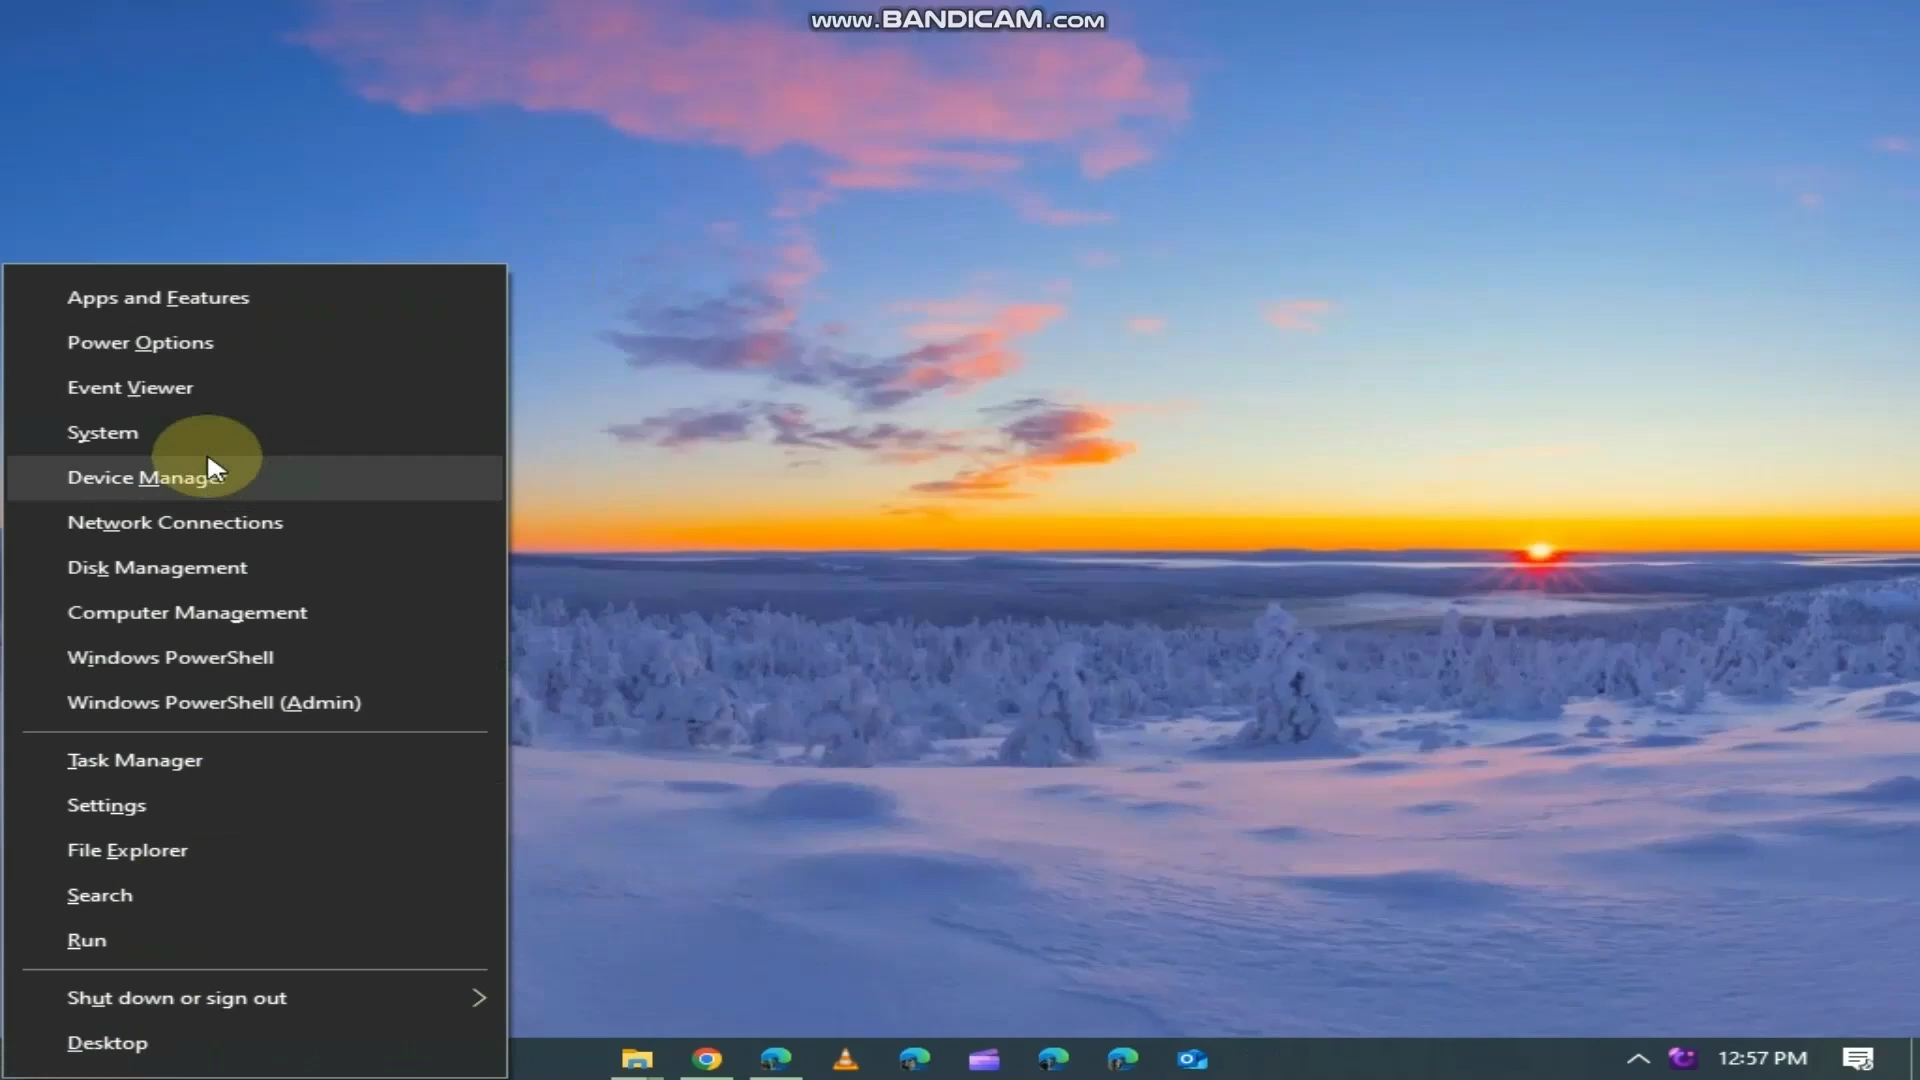 www.BANDICAM.com
Apps and Features
Power Options
Event Viewer
System
Device Manager
Network Connections
Disk Management
Computer Management
Windows PowerShell
Windows PowerShell (Admin)
Task Manager
Settings
File Explorer
Search
Run
Shut down or sign out
Desktop
12:57 PM